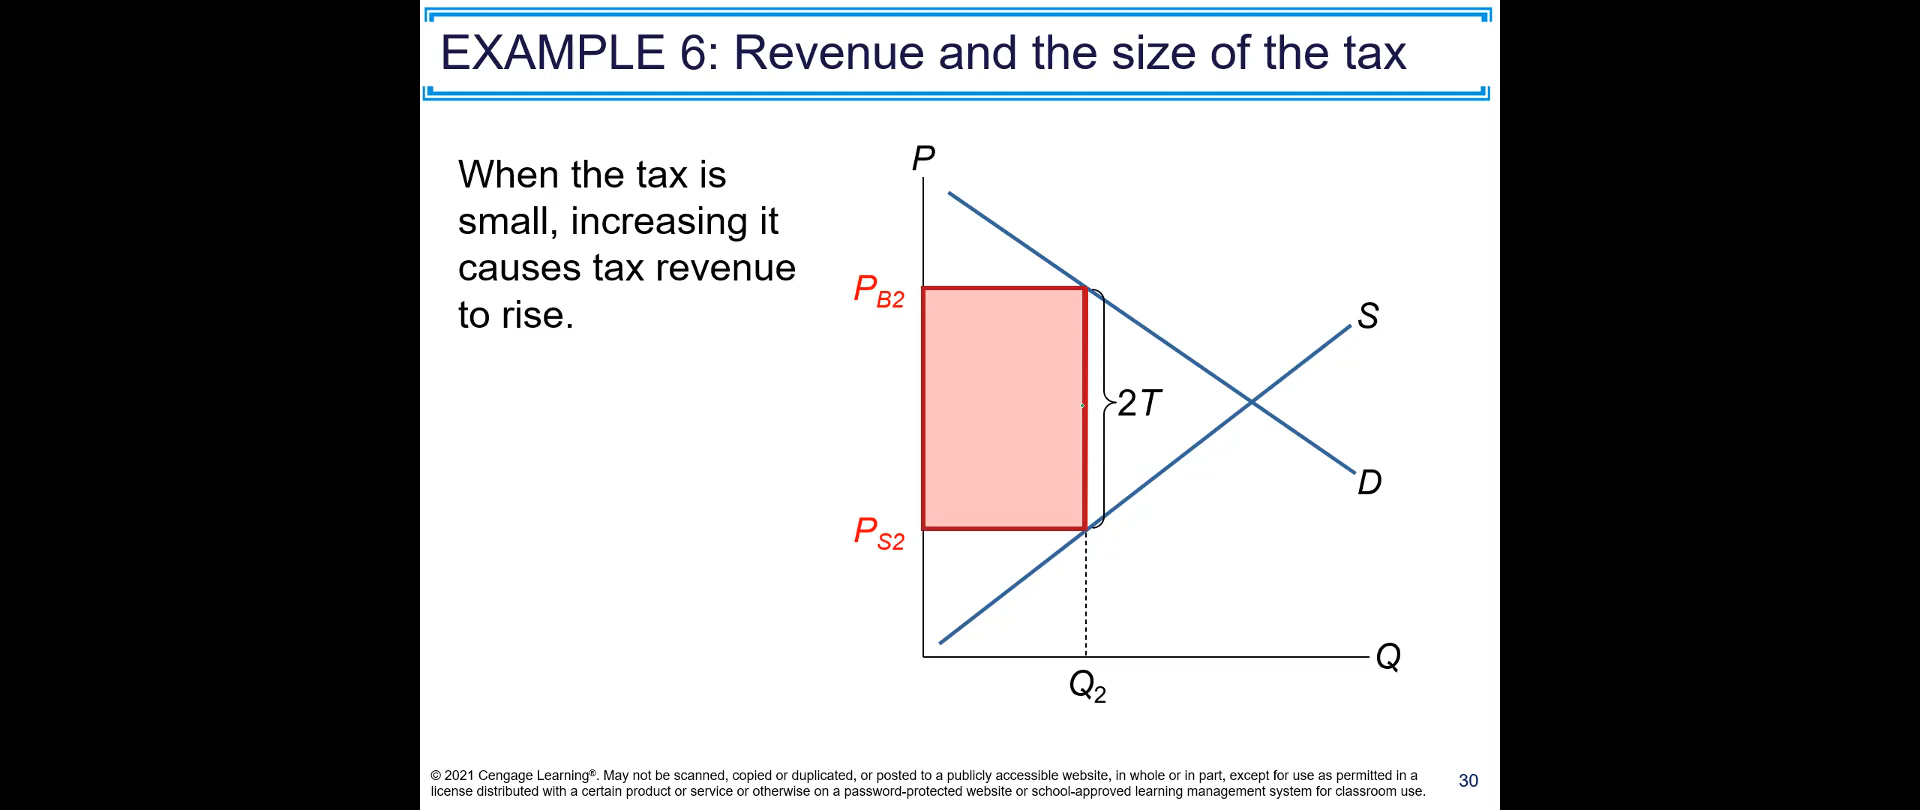 EXAMPLE 6: Revenue and the size of the tax
When the tax is
small, increasing it
causes tax revenue
to rise.
P
P_B2
S
2T
D
P_S2
Q
Q_2
© 2021 Cengage Learning®. May not be scanned, copied or duplicated, or posted to a publicly accessible website, in whole or in part, except for use as permitted in a
license distributed with a certain product or service or otherwise on a password-protected website or school-approved learning management system for classroom use.
30